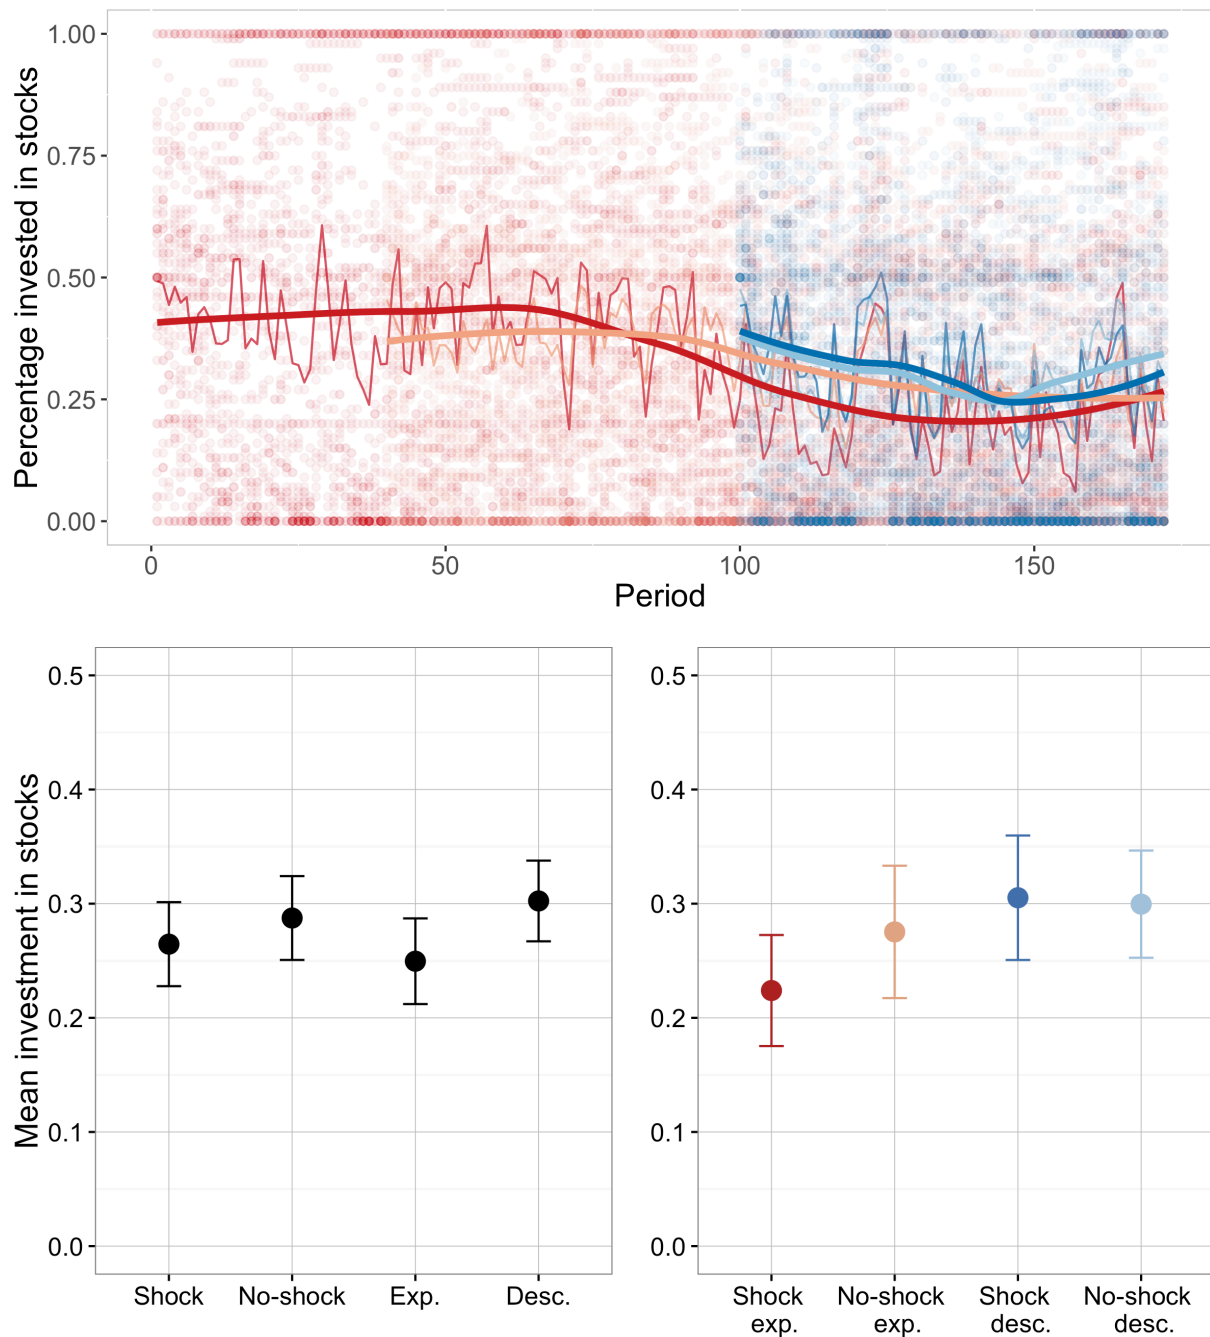 Percentage invested in stocks
1.00
0.75
0.50
0.25
0.00
0 50 100 150
Period
Mean investment in stocks
0.5
0.4
0.3
0.2
0.1
0.0
Shock No-shock Exp. Desc.
0.5
0.4
0.3
0.2
0.1
0.0
Shock No-shock Shock No-shock
exp. exp. desc. desc.